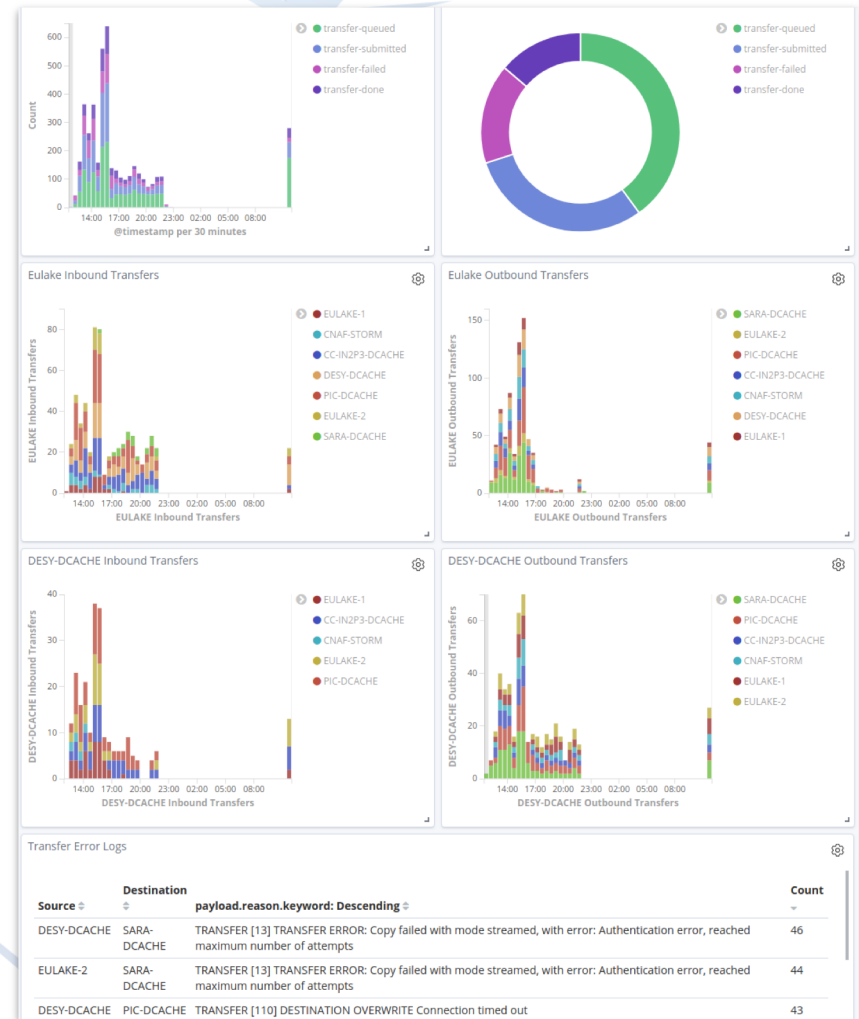 600
500
400
300
200
100
0
Count
14:00 17:00 20:00 23:00 02:00 05:00 08:00
@timestamp per 30 minutes
transfer-queued
transfer-submitted
transfer-failed
transfer-done
transfer-queued
transfer-submitted
transfer-failed
transfer-done
Eulake Inbound Transfers
80
60
40
20
0
EULAKE Inbound Transfers
14:00 17:00 20:00 23:00 02:00 05:00 08:00
EULAKE Inbound Transfers
EULAKE-1
CNAF-STORM
CC-IN2P3-DCACHE
DESY-DCACHE
PIC-DCACHE
EULAKE-2
SARA-DCACHE
Eulake Outbound Transfers
150
100
50
0
EULAKE Outbound Transfers
14:00 17:00 20:00 23:00 02:00 05:00 08:00
EULAKE Outbound Transfers
SARA-DCACHE
EULAKE-2
PIC-DCACHE
CC-IN2P3-DCACHE
CNAF-STORM
DESY-DCACHE
EULAKE-1
DESY-DCACHE Inbound Transfers
40
30
20
10
0
DESY-DCACHE Inbound Transfers
14:00 17:00 20:00 23:00 02:00 05:00 08:00
DESY-DCACHE Inbound Transfers
EULAKE-1
CC-IN2P3-DCACHE
CNAF-STORM
EULAKE-2
PIC-DCACHE
DESY-DCACHE Outbound Transfers
60
40
20
0
DESY-DCACHE Outbound Transfers
14:00 17:00 20:00 23:00 02:00 05:00 08:00
DESY-DCACHE Outbound Transfers
SARA-DCACHE
PIC-DCACHE
CC-IN2P3-DCACHE
CNAF-STORM
EULAKE-1
EULAKE-2
Transfer Error Logs
Source Destination payload.reason.keyword: Descending Count
DESY-DCACHE SARA- TRANSFER [13] TRANSFER ERROR: Copy failed with mode streamed, with error: Authentication error, reached 46
DCACHE maximum number of attempts
EULAKE-2 SARA- TRANSFER [13] TRANSFER ERROR: Copy failed with mode streamed, with error: Authentication error, reached 44
DCACHE maximum number of attempts
DESY-DCACHE PIC-DCACHE TRANSFER [110] DESTINATION OVERWRITE Connection timed out 43